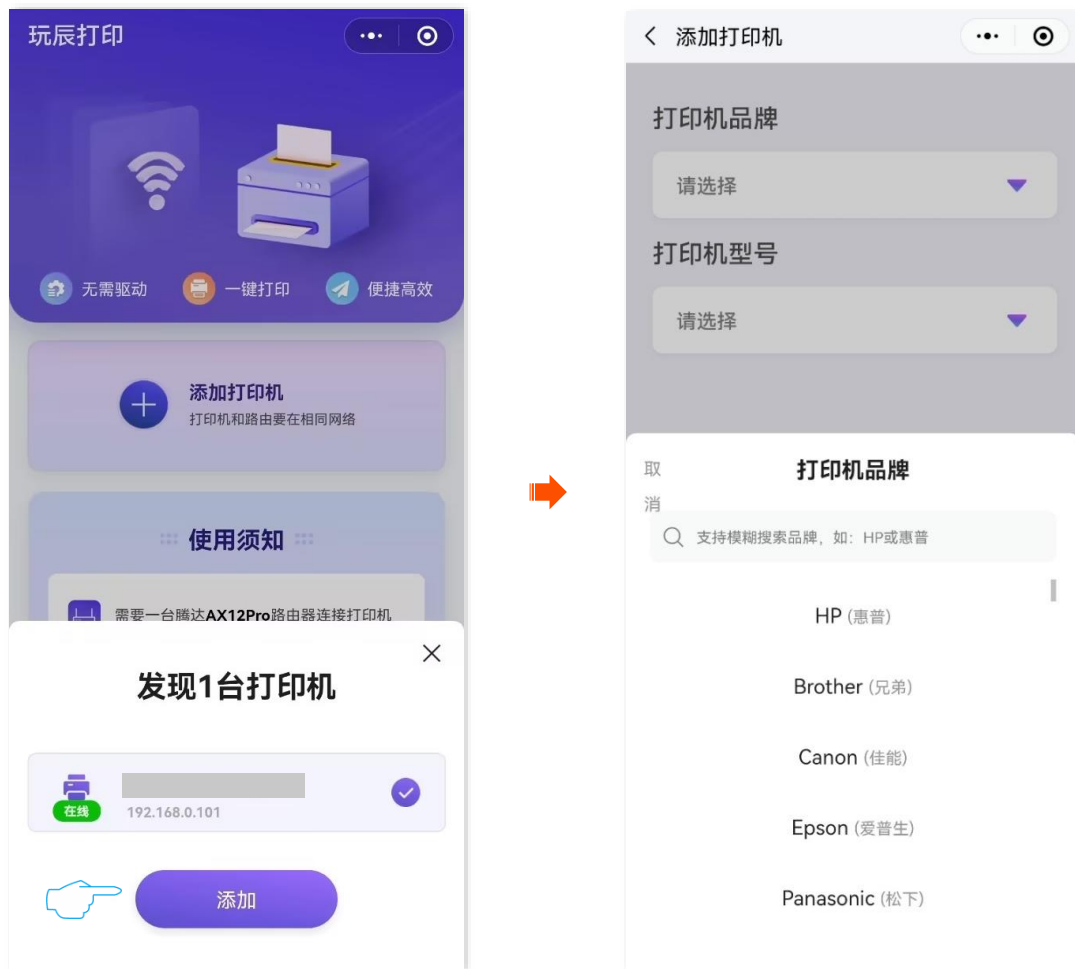 玩辰打印
无需驱动
一键打印
便捷高效
添加打印机
打印机和路由要在相同网络
使用须知
需要一台腾达AX12Pro路由器连接打印机
发现1台打印机
在线
192.168.0.101
添加
添加打印机
打印机品牌
请选择
打印机型号
请选择
取消
打印机品牌
支持模糊搜索品牌，如：HP或惠普
HP (惠普)
Brother (兄弟)
Canon (佳能)
Epson (爱普生)
Panasonic (松下)